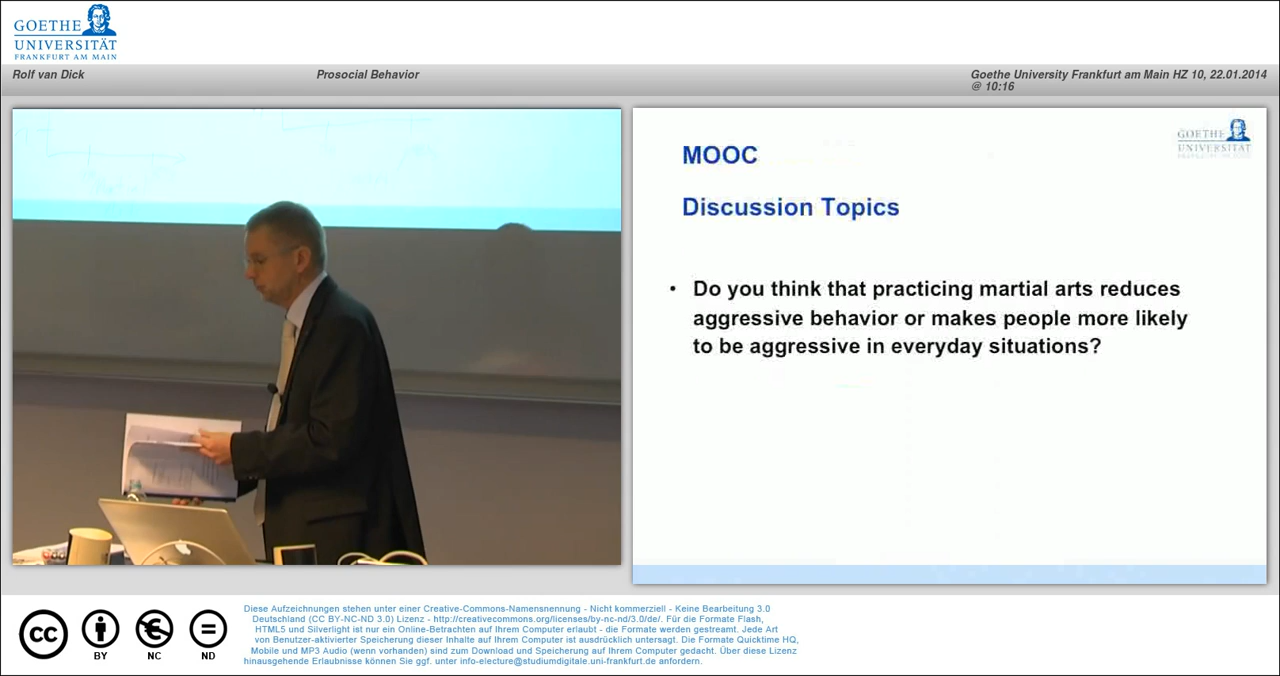 GOETHE
UNIVERSITÄT
FRANKFURT AM MAIN
Rolf van Dick
Prosocial Behavior
Goethe University Frankfurt am Main HZ 10, 22.01.2014
@ 10:16
GOETHE
UNIVERSITÄT
MOOC
Discussion Topics
• Do you think that practicing martial arts reduces
aggressive behavior or makes people more likely
to be aggressive in everyday situations?
cc
BY
NC
ND
Diese Aufzeichnungen stehen unter einer Creative-Commons-Namensnennung - Nicht kommerziell - Keine Bearbeitung 3.0
Deutschland (CC BY-NC-ND 3.0) Lizenz - http://creativecommons.org/licenses/by-nc-nd/3.0/de/. Für die Formate Flash,
HTML5 und Silverlight ist nur ein Online-Betrachten auf Ihrem Computer erlaubt - die Formate werden gestreamt. Jede Art
von Benutzer-aktivierter Speicherung dieser Inhalte auf Ihrem Computer ist ausdrücklich untersagt. Die Formate Quicktime HQ,
Mobile und MP3 Audio (wenn vorhanden) sind zum Download und Speicherung auf Ihrem Computer gedacht. Über diese Lizenz
hinausgehende Erlaubnisse können Sie ggf. unter info-electure@studiumdigitale.uni-frankfurt.de anfordern.